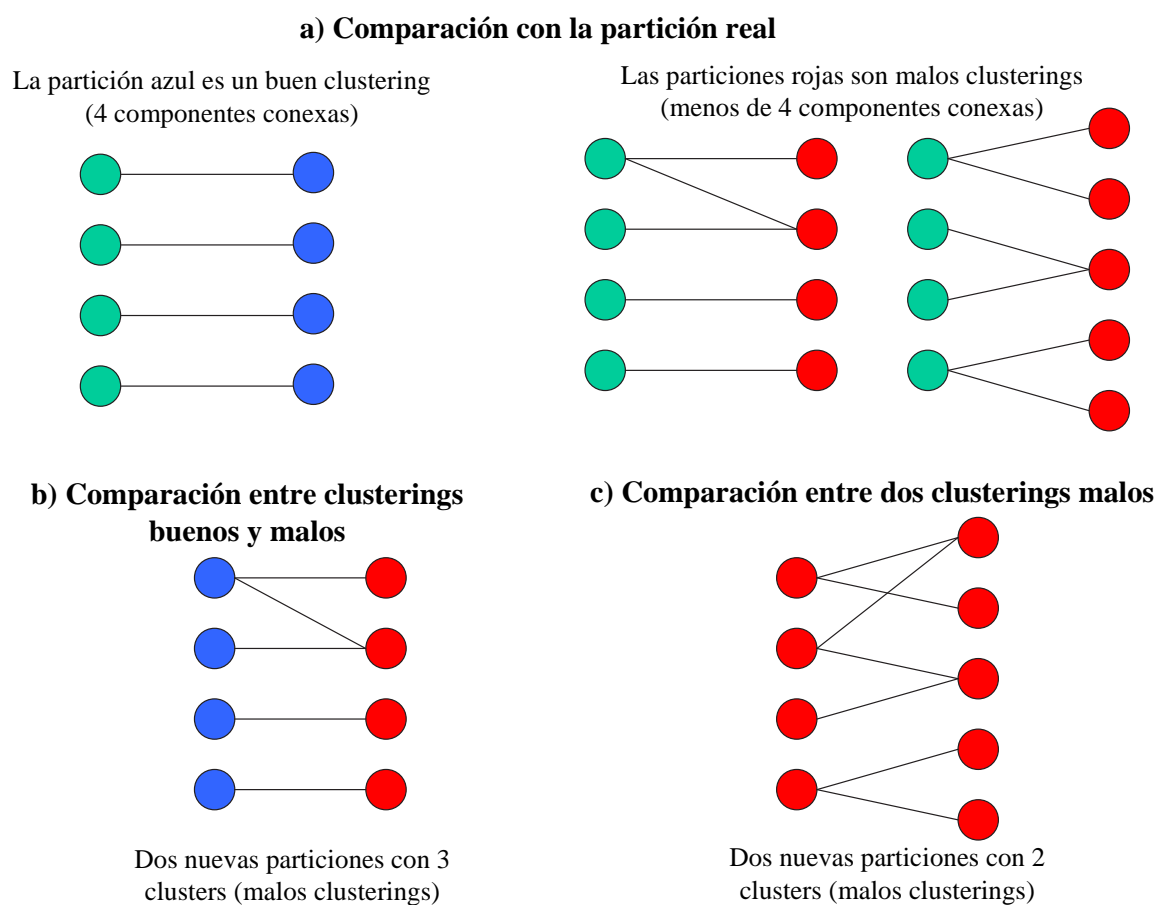 a) Comparación con la partición real
La partición azul es un buen clustering
(4 componentes conexas)
Las particiones rojas son malos clusterings
(menos de 4 componentes conexas)
b) Comparación entre clusterings
buenos y malos
c) Comparación entre dos clusterings malos
Dos nuevas particiones con 3
clusters (malos clusterings)
Dos nuevas particiones con 2
clusters (malos clusterings)